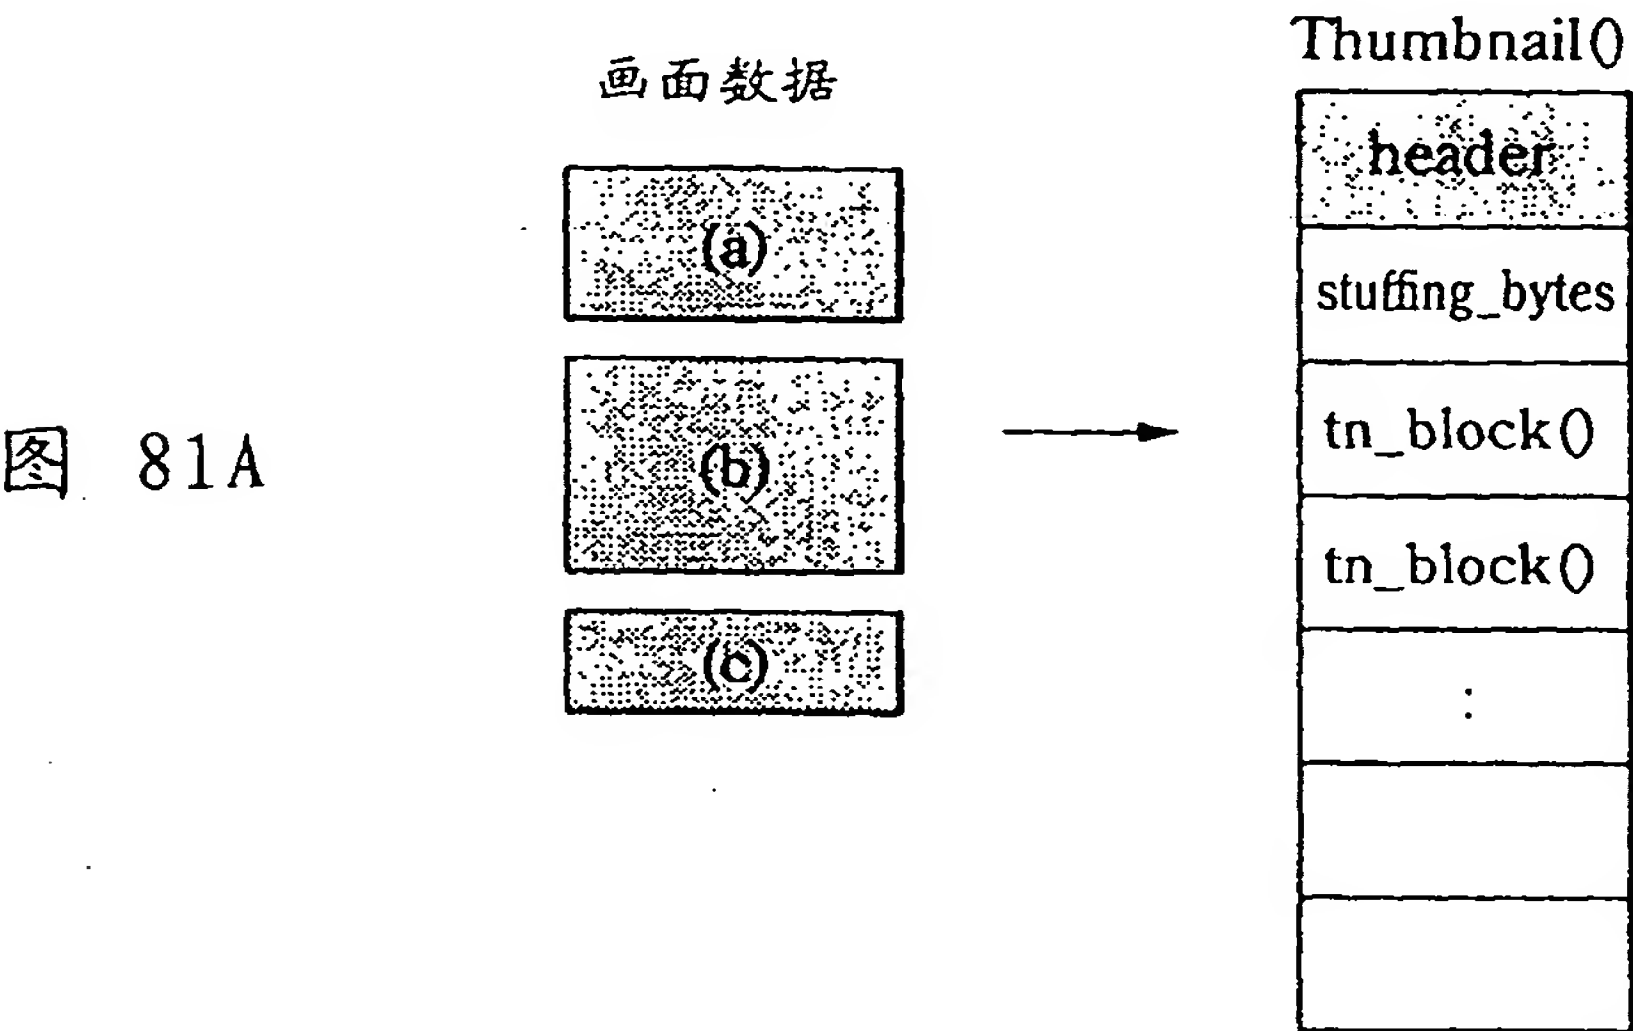 图 81A
画面数据
(a)
(b)
(c)
Thumbnail()
header
stuffing_bytes
tn_block()
tn_block()
: